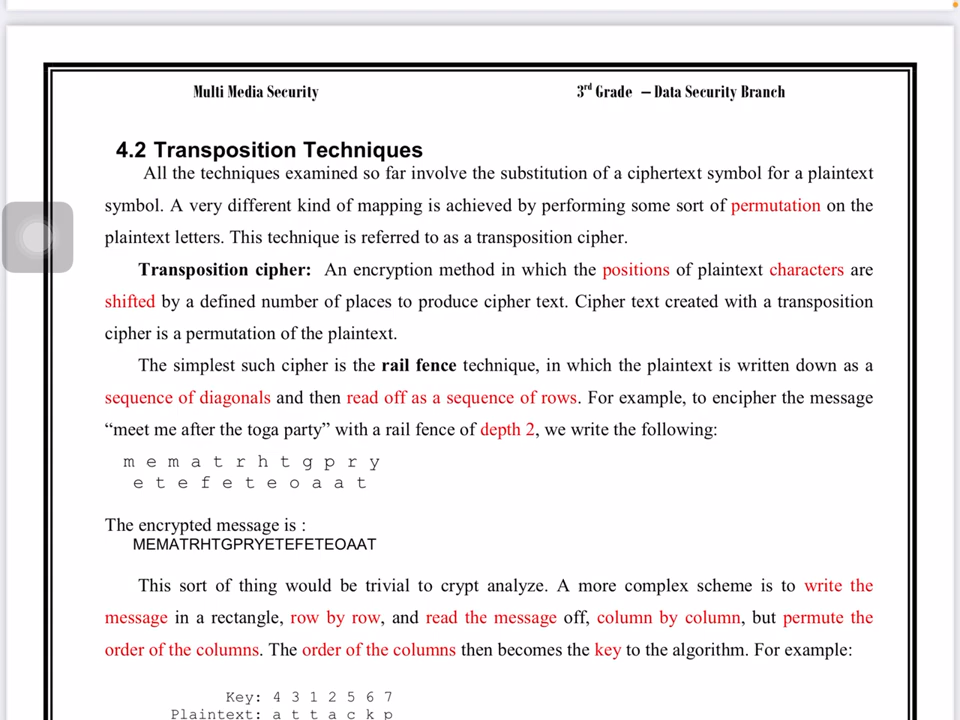 Multi Media Security 3rd Grade – Data Security Branch
4.2 Transposition Techniques
All the techniques examined so far involve the substitution of a ciphertext symbol for a plaintext
symbol. A very different kind of mapping is achieved by performing some sort of permutation on the
plaintext letters. This technique is referred to as a transposition cipher.
Transposition cipher: An encryption method in which the positions of plaintext characters are
shifted by a defined number of places to produce cipher text. Cipher text created with a transposition
cipher is a permutation of the plaintext.
The simplest such cipher is the rail fence technique, in which the plaintext is written down as a
sequence of diagonals and then read off as a sequence of rows. For example, to encipher the message
“meet me after the toga party” with a rail fence of depth 2, we write the following:
m e m a t r h t g p r y
e t e f e t e o a a t
The encrypted message is :
MEMATRHTGPRYETEFETEOAAT
This sort of thing would be trivial to crypt analyze. A more complex scheme is to write the
message in a rectangle, row by row, and read the message off, column by column, but permute the
order of the columns. The order of the columns then becomes the key to the algorithm. For example:
Key: 4 3 1 2 5 6 7
Plaintext: a t t a c k p